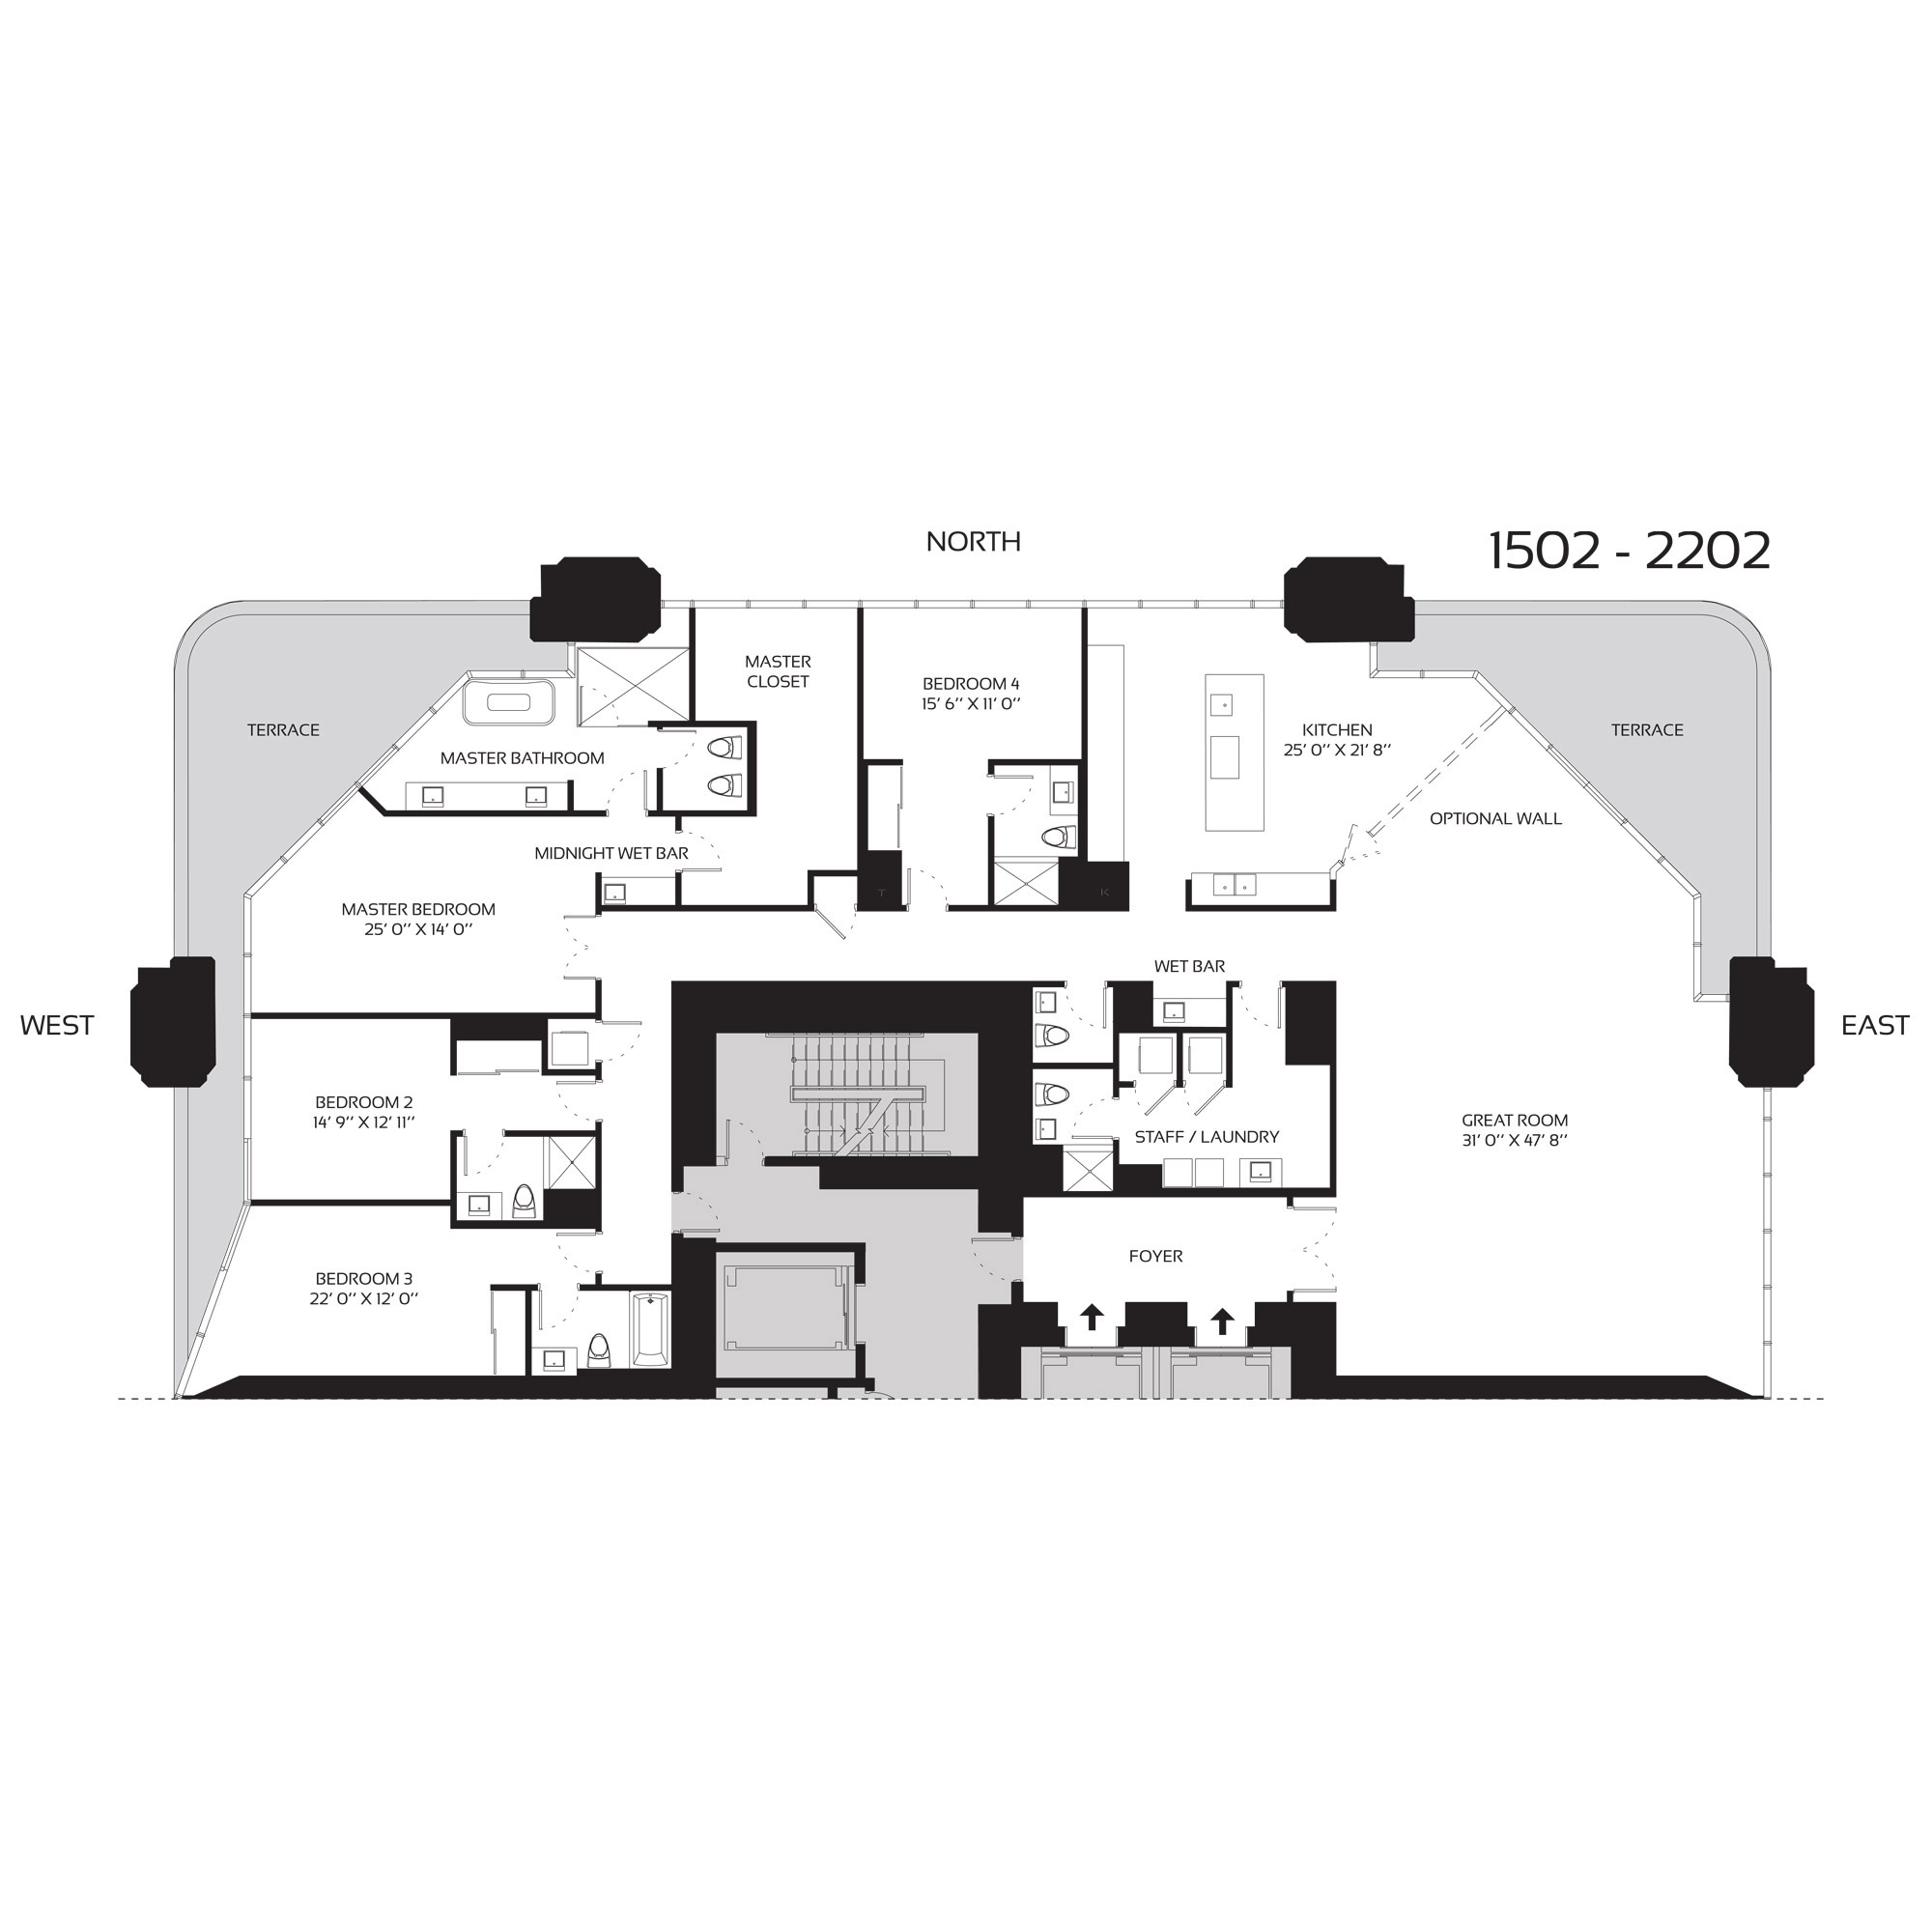 NORTH
1502 - 2202
MASTER
CLOSET
BEDROOM 4
15' 6'' X 11' 0''
TERRACE
KITCHEN
25' 0'' X 21' 8''
TERRACE
MASTER BATHROOM
OPTIONAL WALL
MIDNIGHT WET BAR
T
K
MASTER BEDROOM
25' 0'' X 14' 0''
WET BAR
WEST
EAST
BEDROOM 2
14' 9'' X 12' 11''
GREAT ROOM
31' 0'' X 47' 8''
STAFF / LAUNDRY
FOYER
BEDROOM 3
22' 0'' X 12' 0''